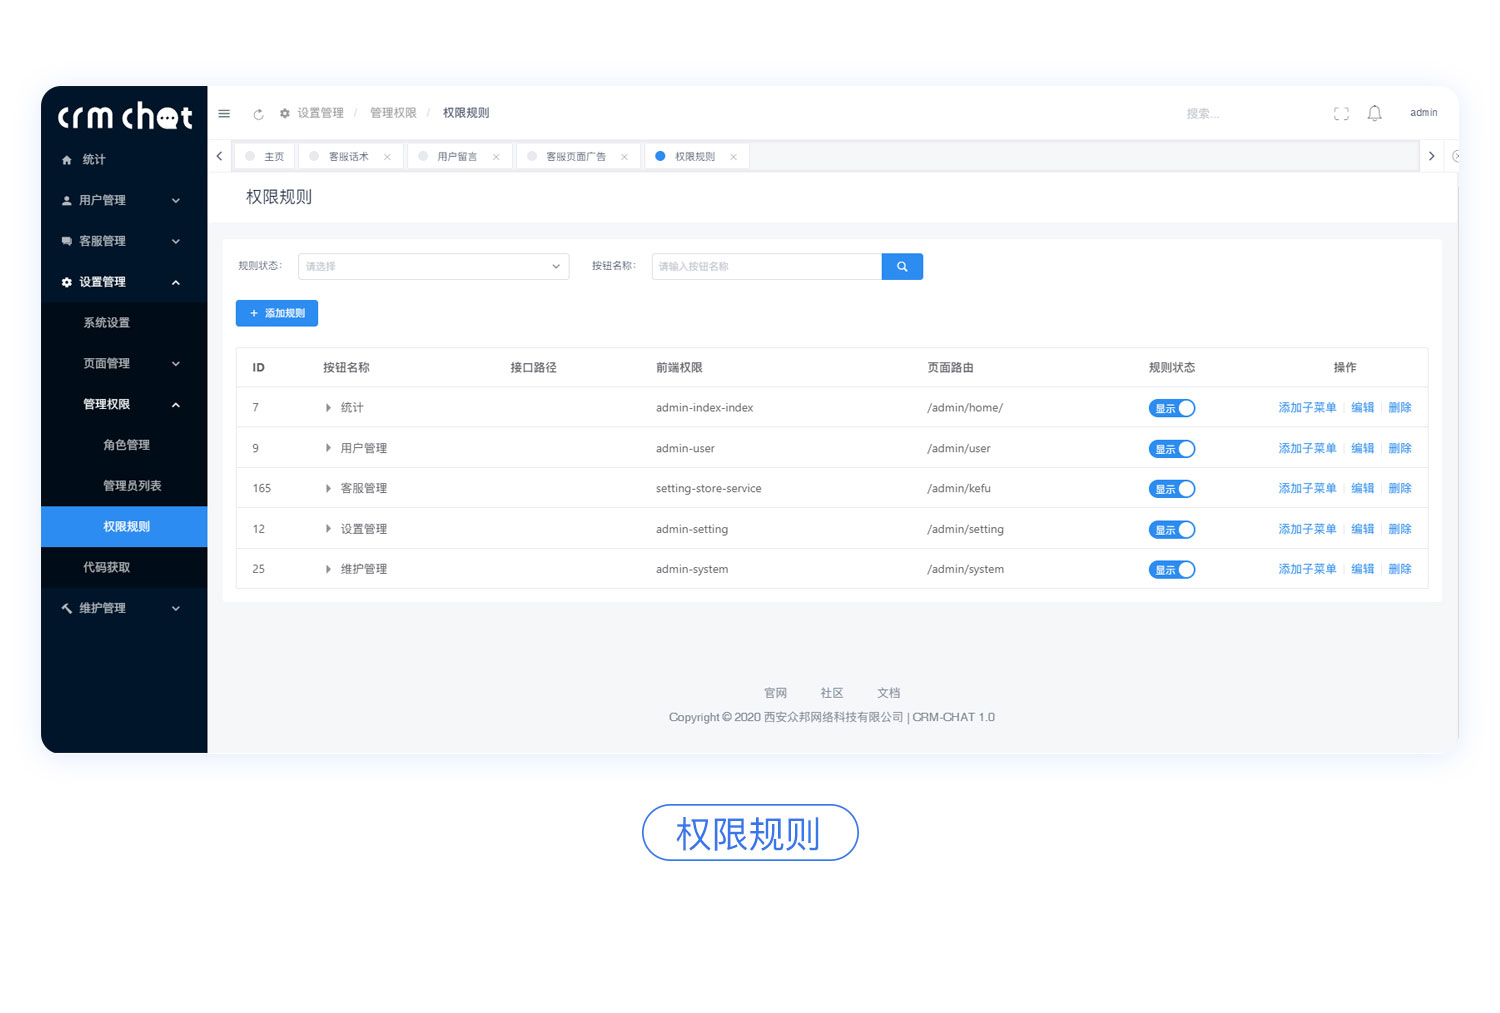 crm chat
设置管理 / 管理权限 / 权限规则
搜索...
admin
主页 客服话术 用户留言 客服页面广告 权限规则
统计
用户管理
客服管理
设置管理
系统设置
页面管理
管理权限
角色管理
管理员列表
权限规则
代码获取
维护管理
权限规则
规则状态： 请选择 按钮名称： 请输入按钮名称
+ 添加规则
ID 按钮名称 接口路径 前端权限 页面路由 规则状态 操作
7 统计 admin-index-index /admin/home/ 显示 添加子菜单 编辑 删除
9 用户管理 admin-user /admin/user 显示 添加子菜单 编辑 删除
165 客服管理 setting-store-service /admin/kefu 显示 添加子菜单 编辑 删除
12 设置管理 admin-setting /admin/setting 显示 添加子菜单 编辑 删除
25 维护管理 admin-system /admin/system 显示 添加子菜单 编辑 删除
官网 社区 文档
Copyright © 2020 西安众邦网络科技有限公司 | CRM-CHAT 1.0
权限规则